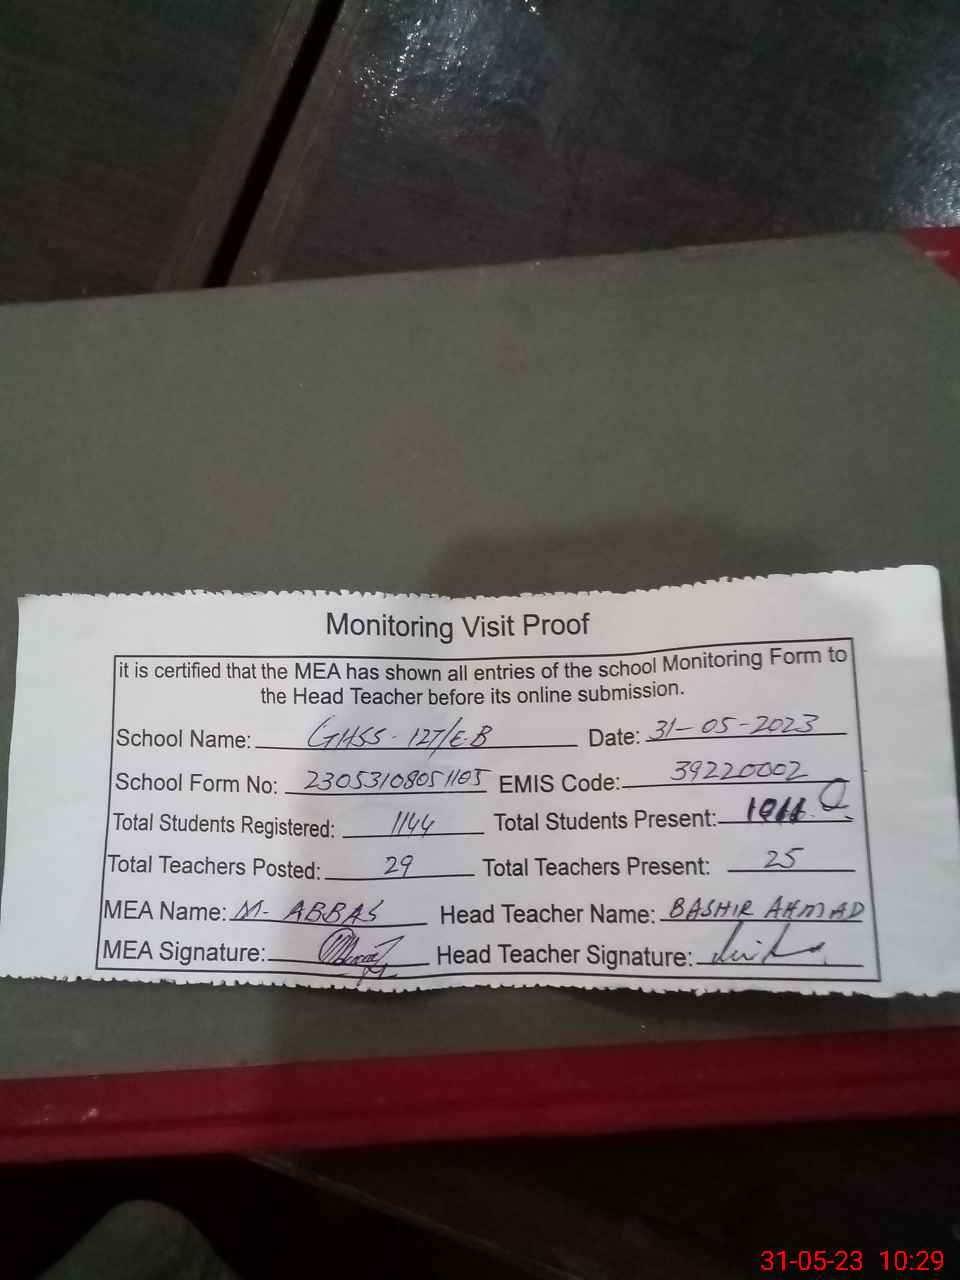 Monitoring Visit Proof
it is certified that the MEA has shown all entries of the school Monitoring Form to
the Head Teacher before its online submission.
School Name: GHSS-127/E.B Date: 31-05-2023
School Form No: 23053108051105 EMIS Code: 39220002
Total Students Registered: 1144 Total Students Present:
Total Teachers Posted: 29 Total Teachers Present: 25
MEA Name: M. ABBAS Head Teacher Name: BASHIR AHMAD
MEA Signature: Head Teacher Signature:
31-05-23 10:29